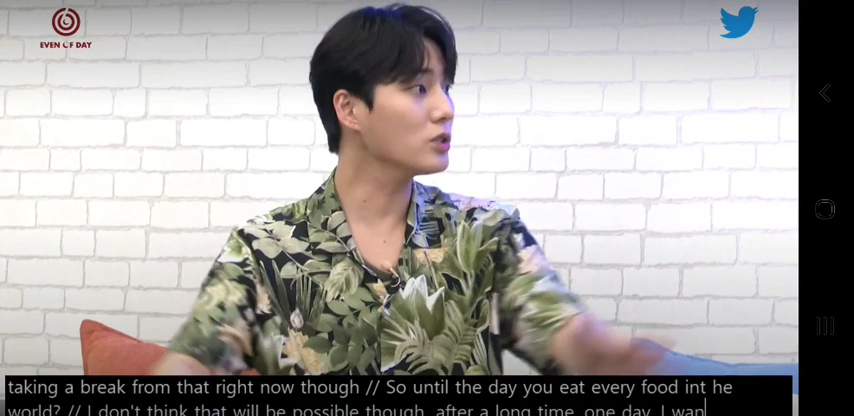 EVEN OF DAY
taking a break from that right now though // So until the day you eat every food int he
world? // I don't think that will be possible though, after a long time, one day, I wan